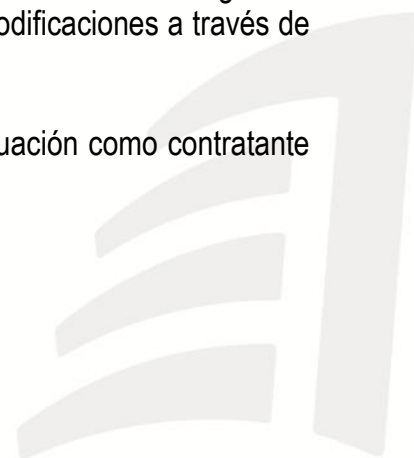 odificaciones a través de
uación como contratante